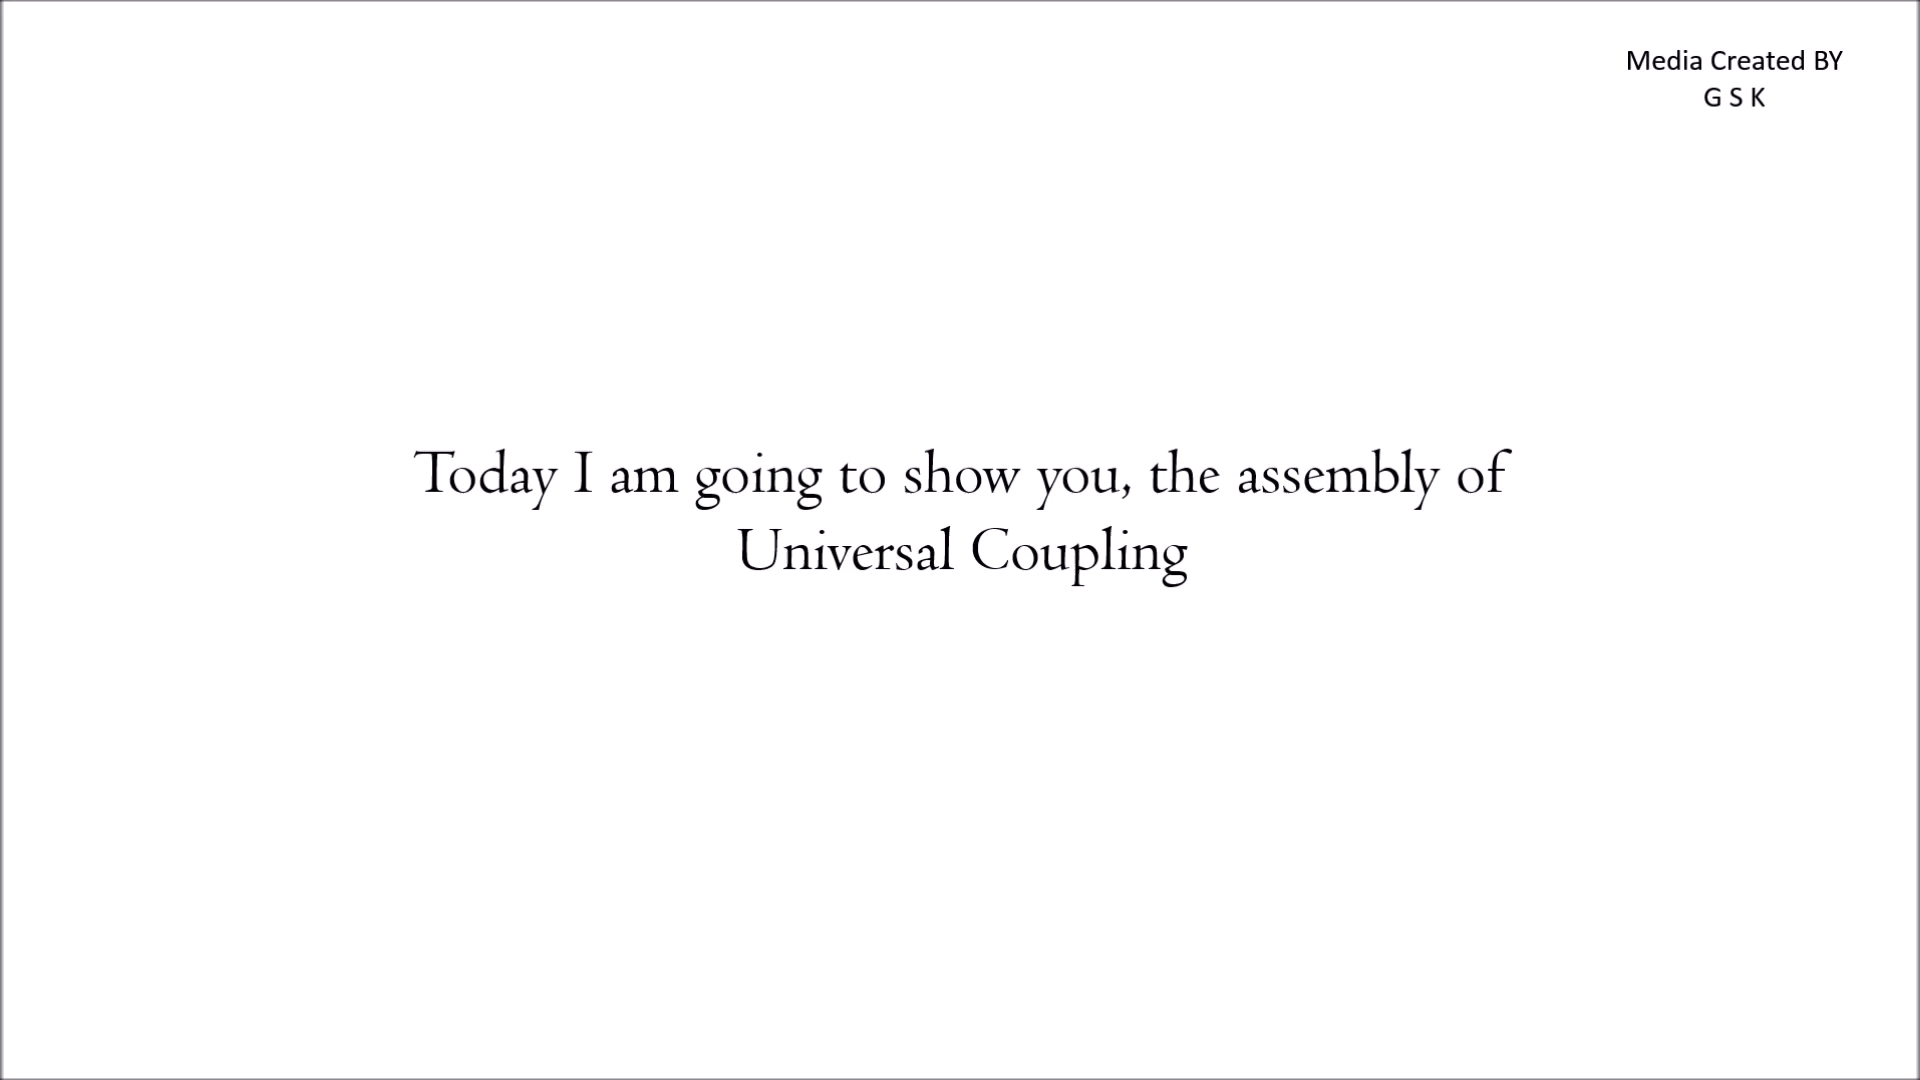 Media Created BY
G S K
Today I am going to show you, the assembly of
Universal Coupling